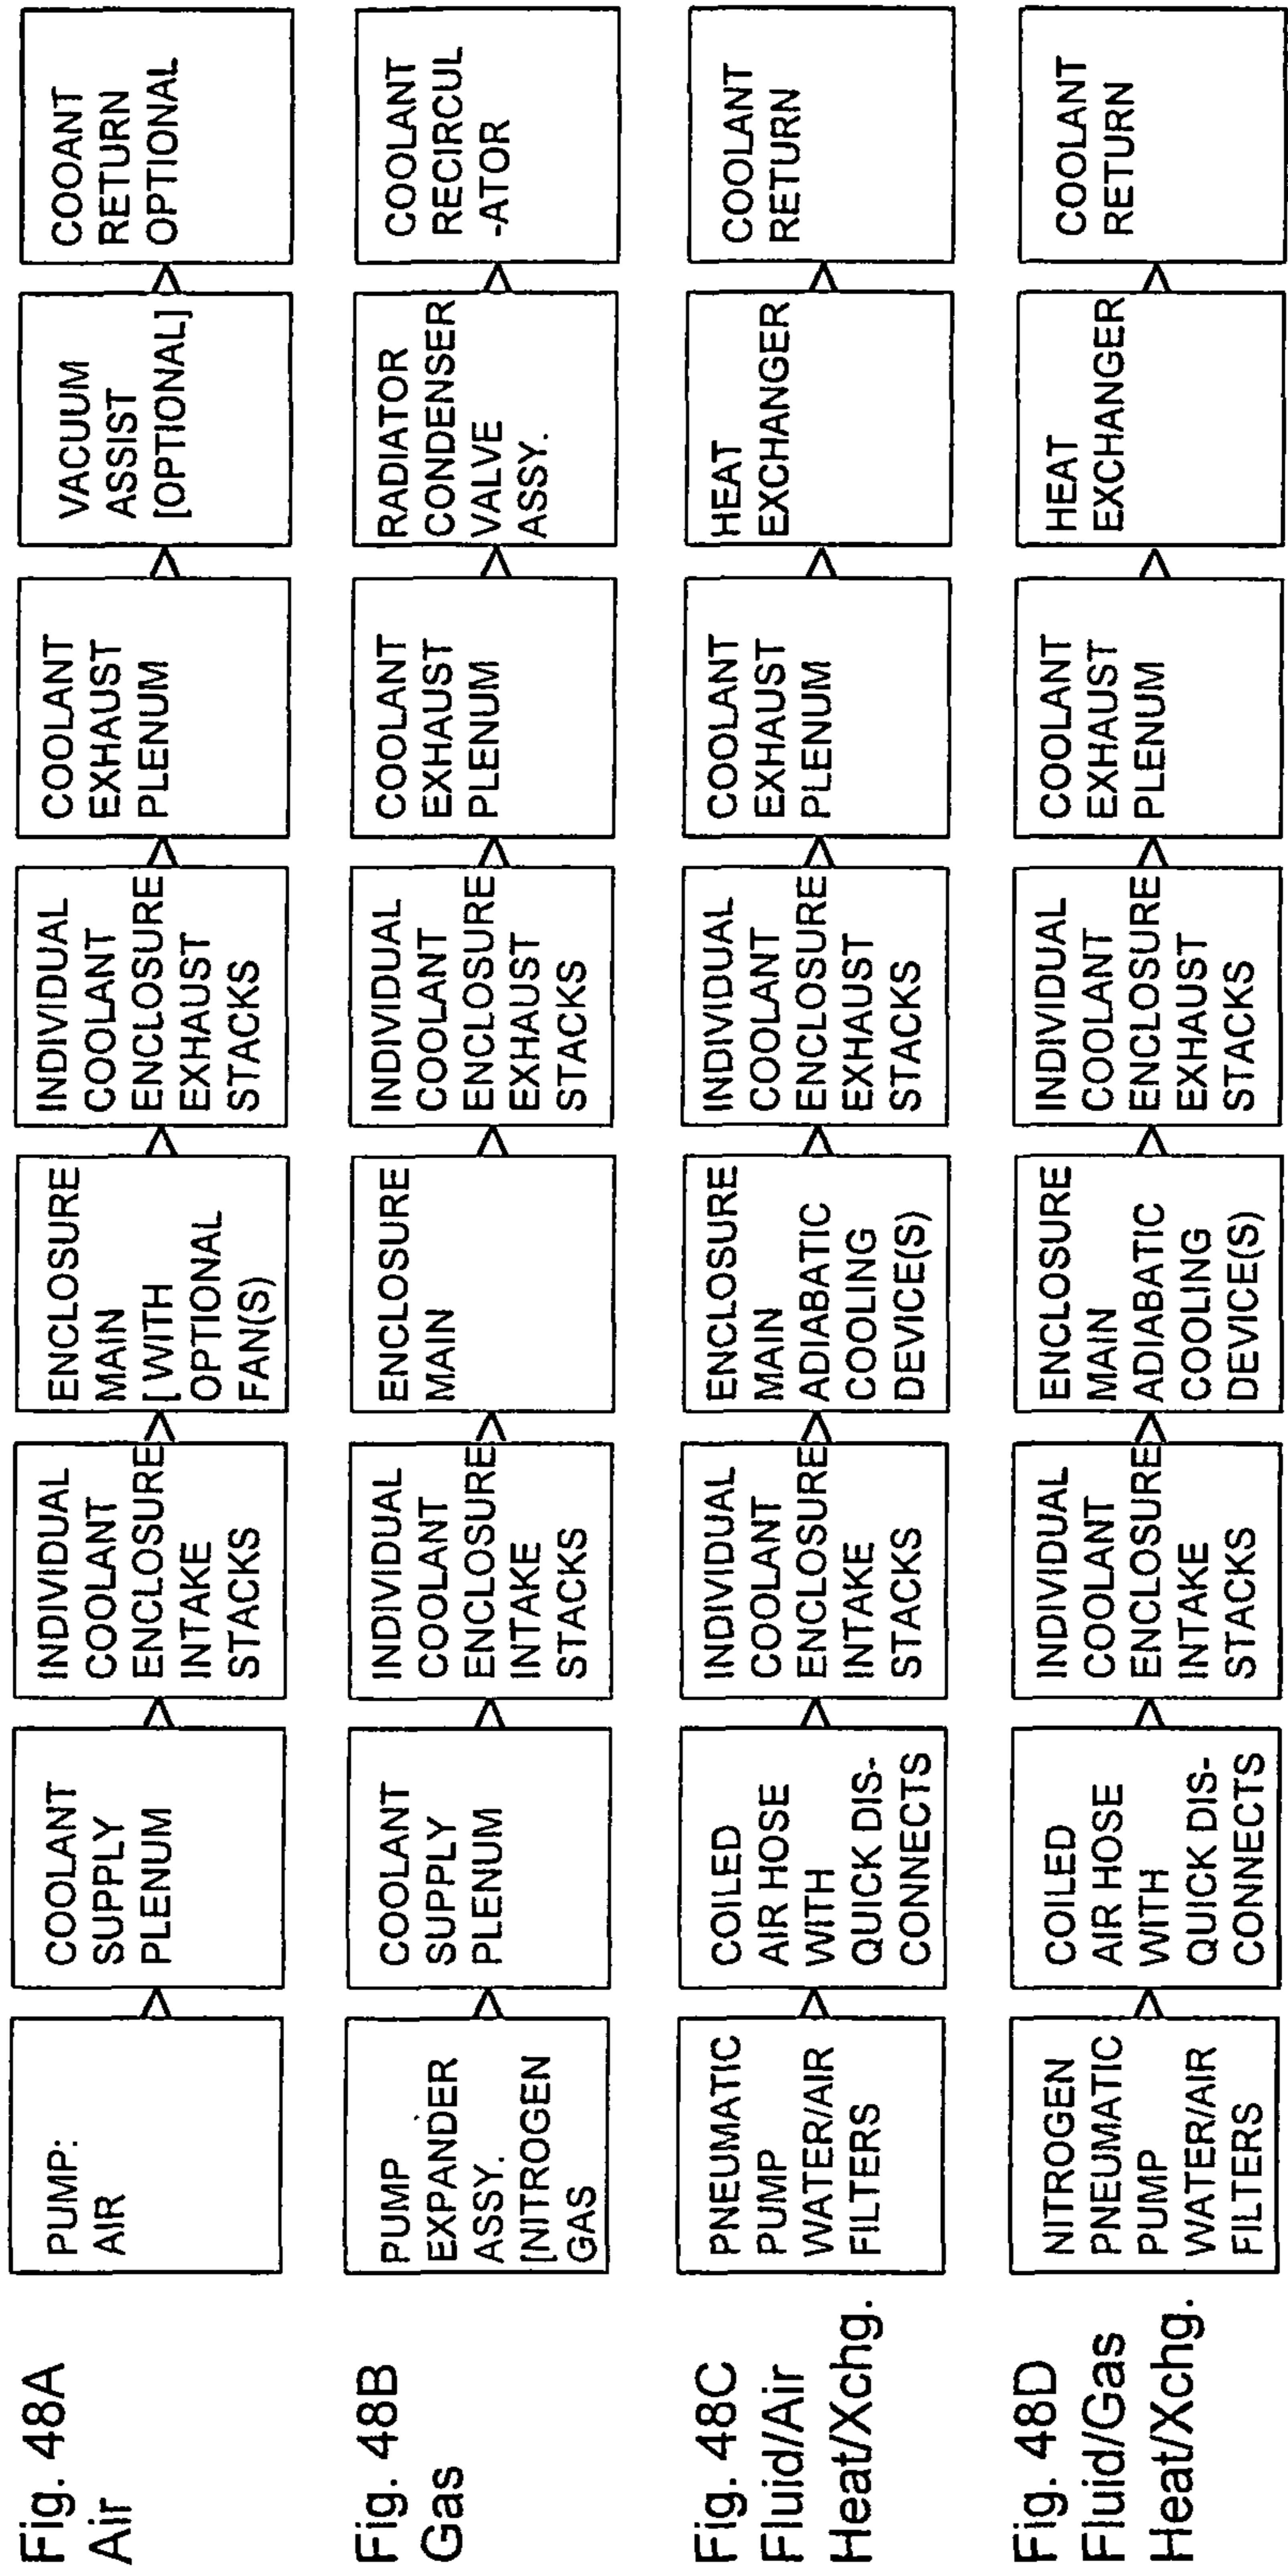 Fig. 48A
Air
PUMP:
AIR
COOLANT
SUPPLY
PLENUM
INDIVIDUAL
COOLANT
ENCLOSURE
INTAKE
STACKS
ENCLOSURE
MAIN
[WITH
OPTIONAL
FAN(S)
INDIVIDUAL
COOLANT
ENCLOSURE
EXHAUST
STACKS
COOLANT
EXHAUST
PLENUM
VACUUM
ASSIST
[OPTIONAL]
COOANT
RETURN
OPTIONAL
Fig. 48B
Gas
PUMP
EXPANDER
ASSY.
[NITROGEN
GAS
COOLANT
SUPPLY
PLENUM
INDIVIDUAL
COOLANT
ENCLOSURE
INTAKE
STACKS
ENCLOSURE
MAIN
INDIVIDUAL
COOLANT
ENCLOSURE
EXHAUST
STACKS
COOLANT
EXHAUST
PLENUM
RADIATOR
CONDENSER
VALVE
ASSY.
COOLANT
RECIRCUL
-ATOR
Fig. 48C
Fluid/Air
Heat/Xchg.
PNEUMATIC
PUMP
WATER/AIR
FILTERS
COILED
AIR HOSE
WITH
QUICK DIS-
CONNECTS
INDIVIDUAL
COOLANT
ENCLOSURE
INTAKE
STACKS
ENCLOSURE
MAIN
ADIABATIC
COOLING
DEVICE(S)
INDIVIDUAL
COOLANT
ENCLOSURE
EXHAUST
STACKS
COOLANT
EXHAUST
PLENUM
HEAT
EXCHANGER
COOLANT
RETURN
Fig. 48D
Fluid/Gas
Heat/Xchg.
NITROGEN
PNEUMATIC
PUMP
WATER/AIR
FILTERS
COILED
AIR HOSE
WITH
QUICK DIS-
CONNECTS
INDIVIDUAL
COOLANT
ENCLOSURE
INTAKE
STACKS
ENCLOSURE
MAIN
ADIABATIC
COOLING
DEVICE(S)
INDIVIDUAL
COOLANT
ENCLOSURE
EXHAUST
STACKS
COOLANT
EXHAUST
PLENUM
HEAT
EXCHANGER
COOLANT
RETURN